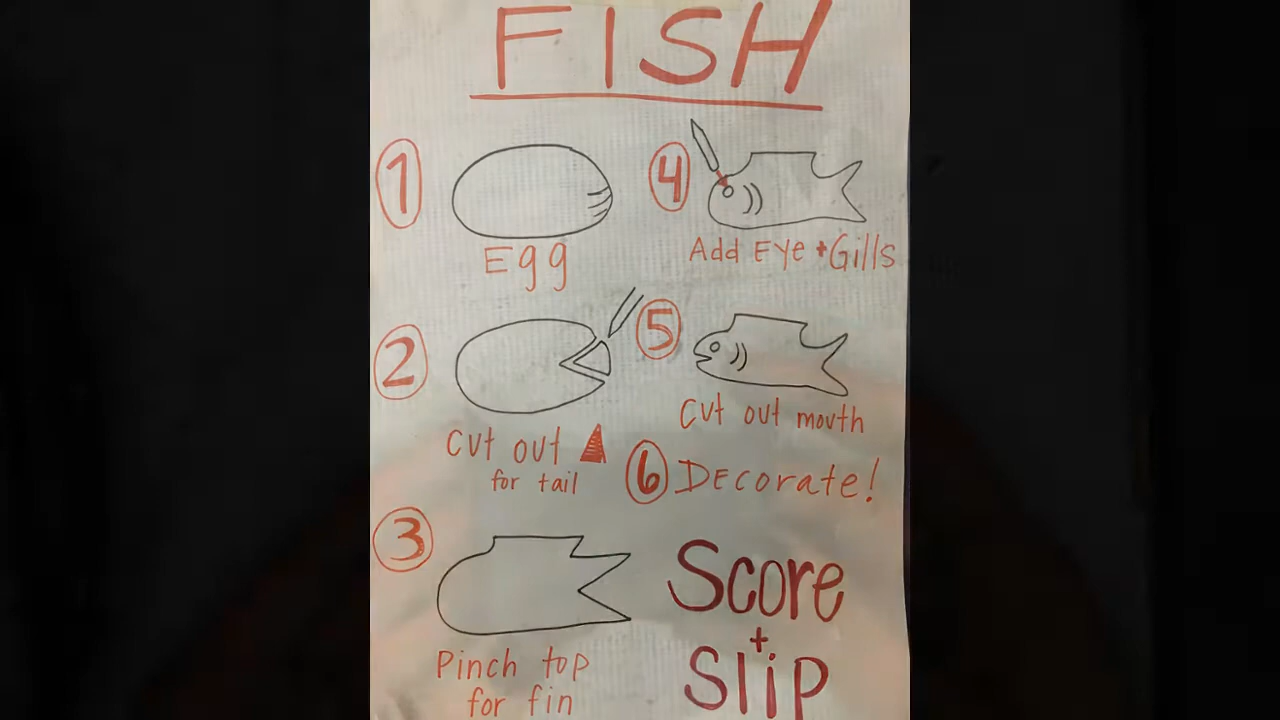 FISH
1
Egg
2
Cut out
for tail
3
Pinch top
for fin
4
Add Eye + Gills
5
Cut out mouth
6 Decorate!
Score
+
Slip